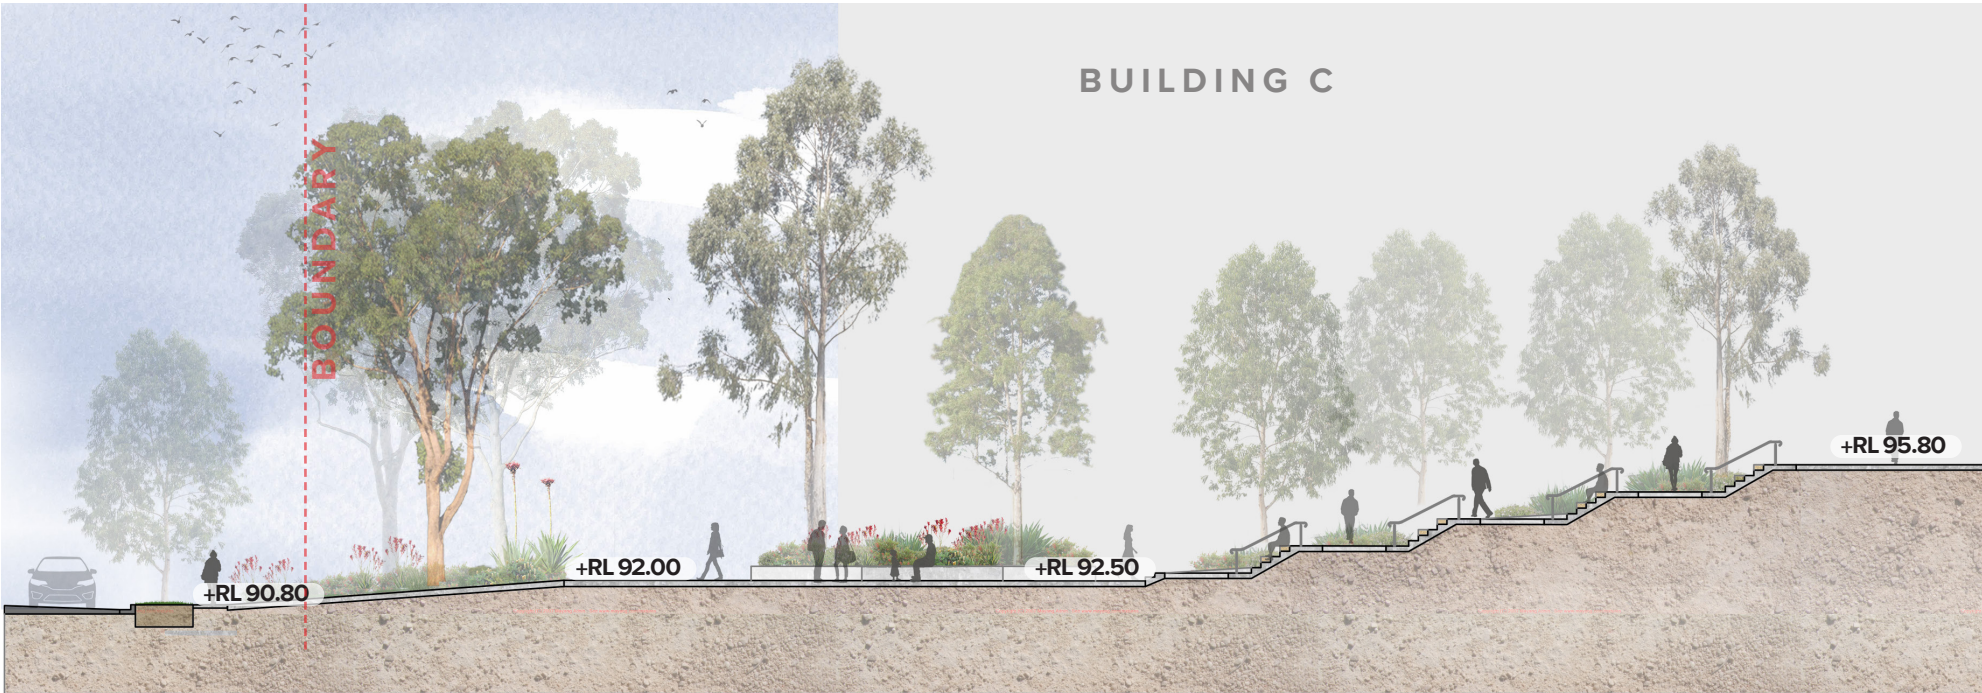 BUILDING C
BOUNDARY
+RL 95.80
+RL 92.00
+RL 92.50
+RL 90.80